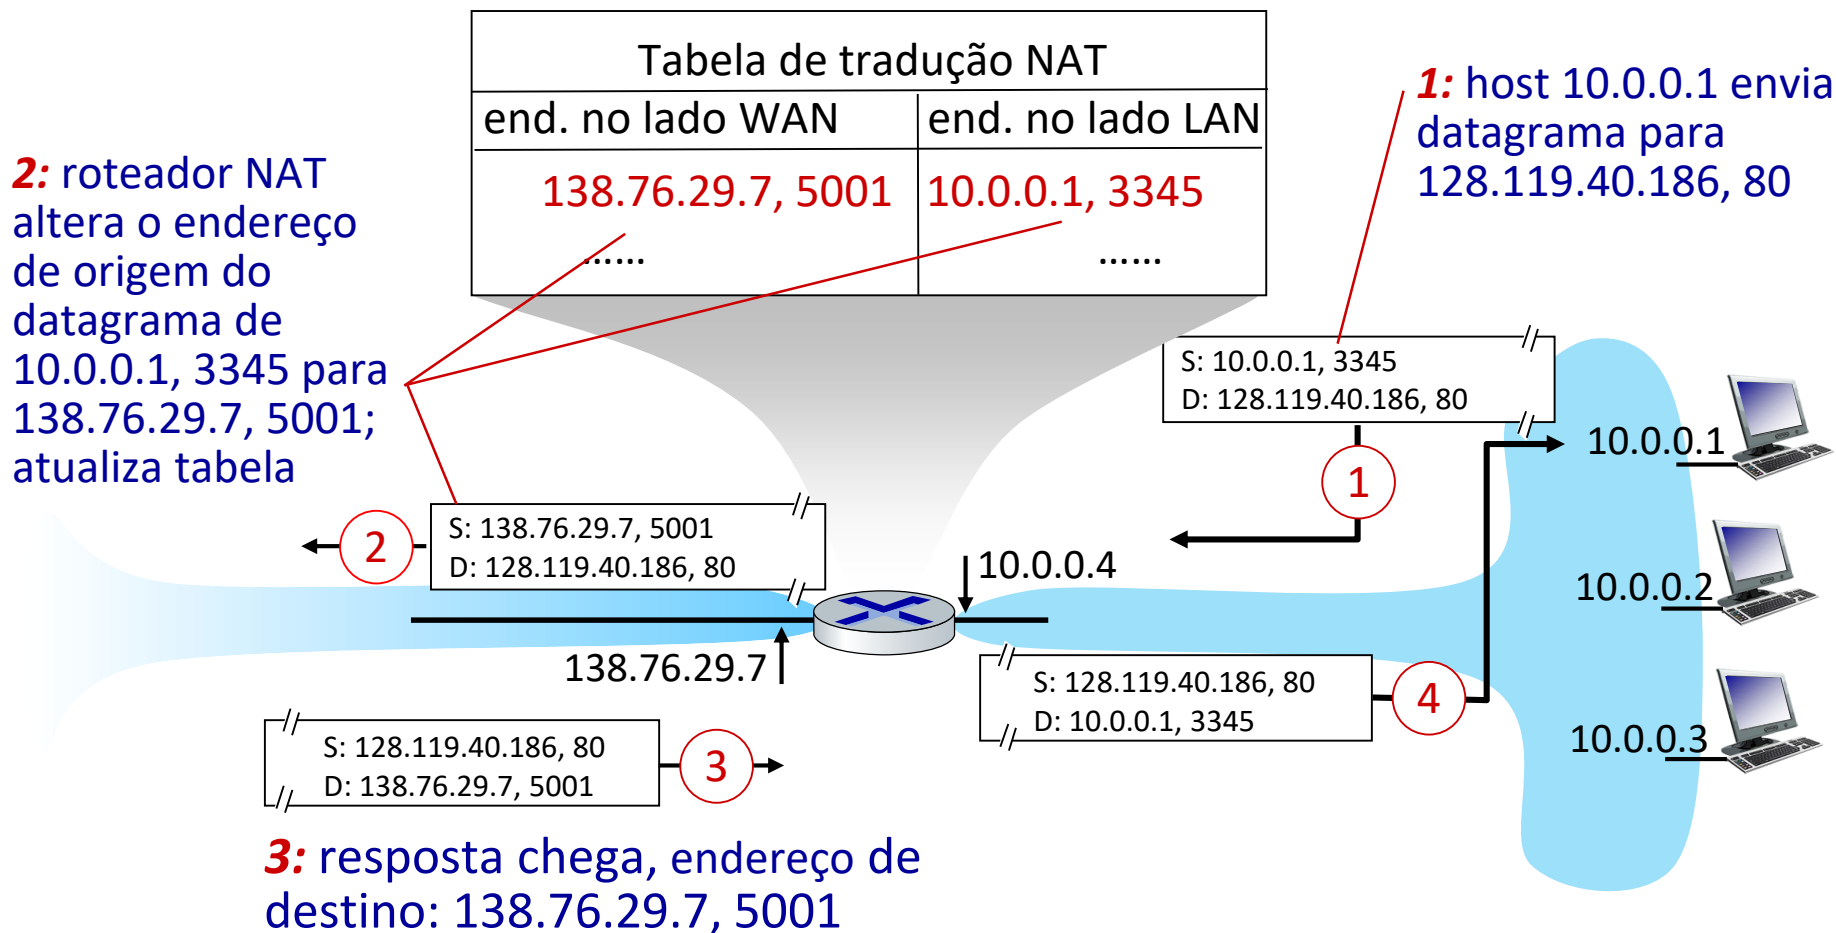 Tabela de tradução NAT
end. no lado WAN
end. no lado LAN
138.76.29.7, 5001
10.0.0.1, 3345
......
......
1: host 10.0.0.1 envia
datagrama para
128.119.40.186, 80
2: roteador NAT
altera o endereço
de origem do
datagrama de
10.0.0.1, 3345 para
138.76.29.7, 5001;
atualiza tabela
S: 10.0.0.1, 3345
D: 128.119.40.186, 80
1
10.0.0.1
S: 138.76.29.7, 5001
D: 128.119.40.186, 80
2
10.0.0.4
10.0.0.2
138.76.29.7
S: 128.119.40.186, 80
D: 10.0.0.1, 3345
4
10.0.0.3
S: 128.119.40.186, 80
D: 138.76.29.7, 5001
3
3: resposta chega, endereço de
destino: 138.76.29.7, 5001